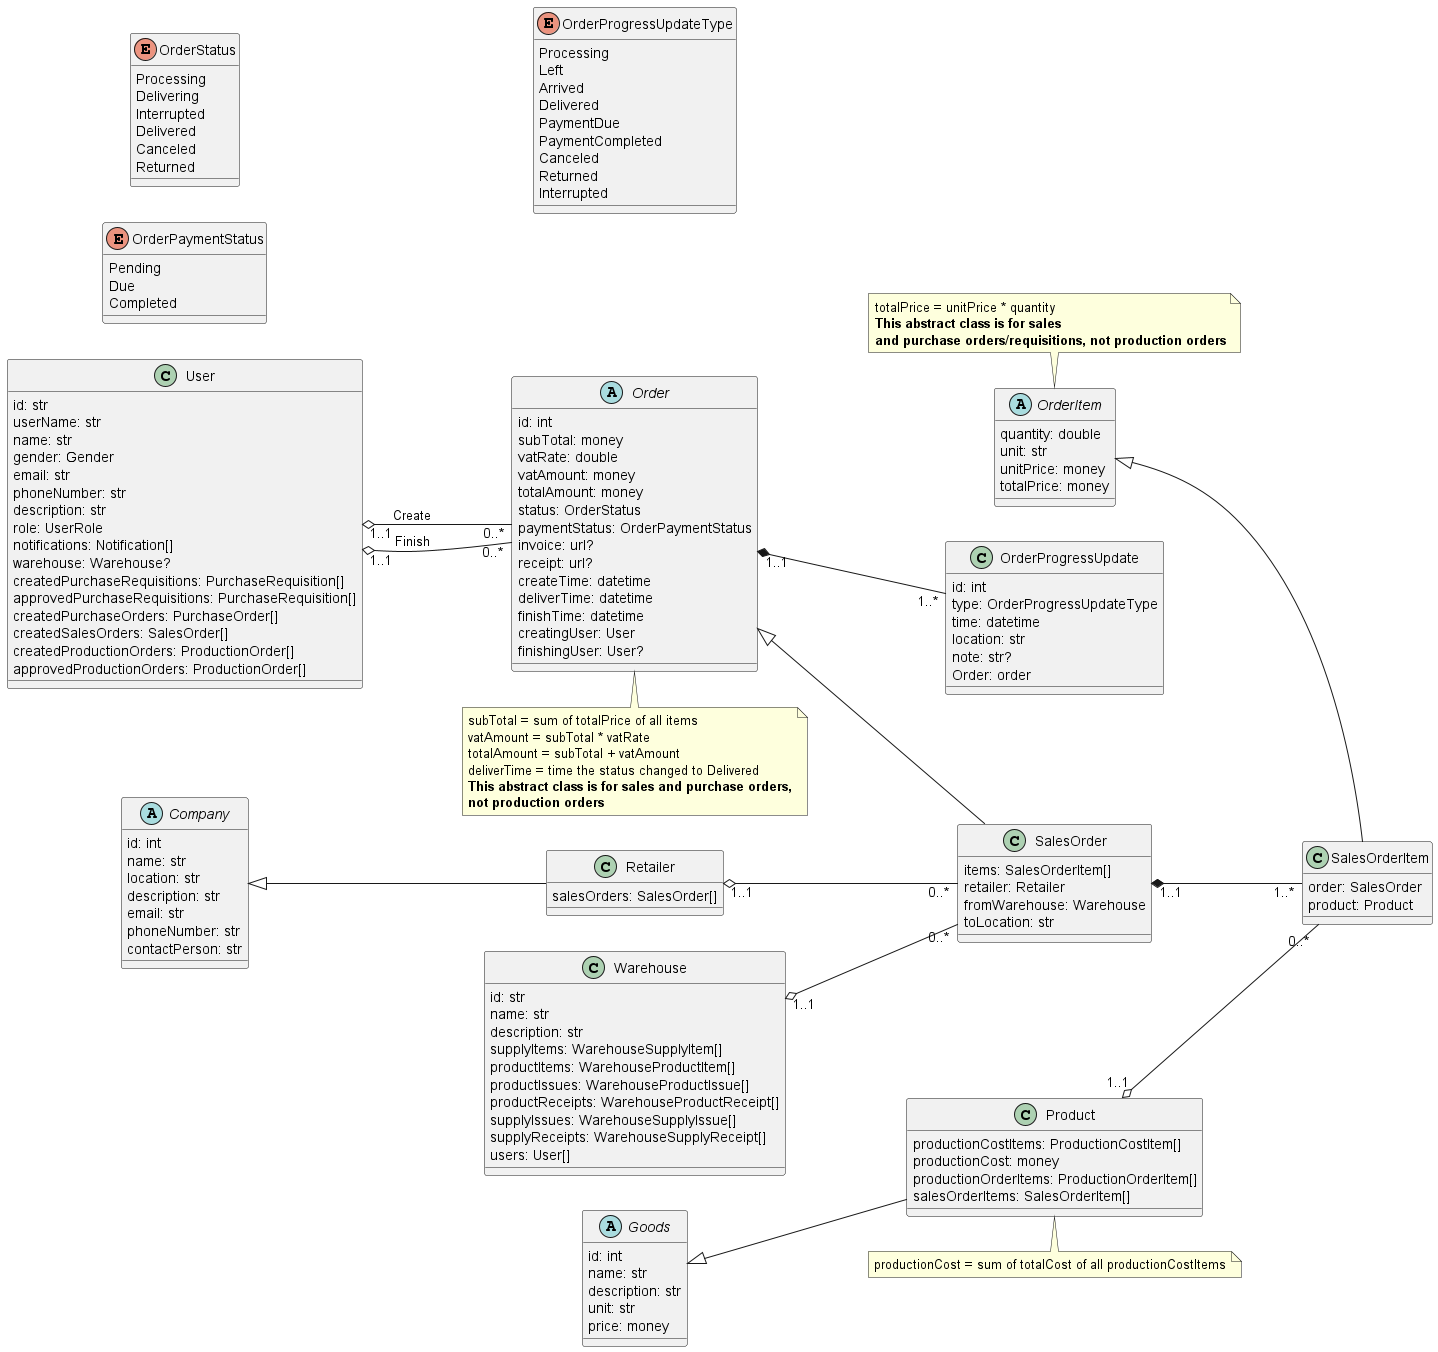 E OrderStatus
Processing
Delivering
Interrupted
Delivered
Canceled
Returned
E OrderProgressUpdateType
Processing
Left
Arrived
Delivered
PaymentDue
PaymentCompleted
Canceled
Returned
Interrupted
E OrderPaymentStatus
Pending
Due
Completed
totalPrice = unitPrice * quantity
This abstract class is for sales
and purchase orders/requisitions, not production orders
C User
id: str
userName: str
name: str
gender: Gender
email: str
phoneNumber: str
description: str
role: UserRole
notifications: Notification[]
warehouse: Warehouse?
createdPurchaseRequisitions: PurchaseRequisition[]
approvedPurchaseRequisitions: PurchaseRequisition[]
createdPurchaseOrders: PurchaseOrder[]
createdSalesOrders: SalesOrder[]
createdProductionOrders: ProductionOrder[]
approvedProductionOrders: ProductionOrder[]
Create
1..1
0..*
Finish
1..1
0..*
A Order
id: int
subTotal: money
vatRate: double
vatAmount: money
totalAmount: money
status: OrderStatus
paymentStatus: OrderPaymentStatus
invoice: url?
receipt: url?
createTime: datetime
deliverTime: datetime
finishTime: datetime
creatingUser: User
finishingUser: User?
1..1
1..*
A OrderItem
quantity: double
unit: str
unitPrice: money
totalPrice: money
C OrderProgressUpdate
id: int
type: OrderProgressUpdateType
time: datetime
location: str
note: str?
Order: order
subTotal = sum of totalPrice of all items
vatAmount = subTotal * vatRate
totalAmount = subTotal + vatAmount
deliverTime = time the status changed to Delivered
This abstract class is for sales and purchase orders,
not production orders
A Company
id: int
name: str
location: str
description: str
email: str
phoneNumber: str
contactPerson: str
C Retailer
salesOrders: SalesOrder[]
1..1
0..*
C SalesOrder
items: SalesOrderItem[]
retailer: Retailer
fromWarehouse: Warehouse
toLocation: str
1..1
1..*
C SalesOrderItem
order: SalesOrder
product: Product
0..*
0..*
C Warehouse
id: str
name: str
description: str
supplyItems: WarehouseSupplyItem[]
productItems: WarehouseProductItem[]
productIssues: WarehouseProductIssue[]
productReceipts: WarehouseProductReceipt[]
supplyIssues: WarehouseSupplyIssue[]
supplyReceipts: WarehouseSupplyReceipt[]
users: User[]
1..1
1..1
C Product
productionCostItems: ProductionCostItem[]
productionCost: money
productionOrderItems: ProductionOrderItem[]
salesOrderItems: SalesOrderItem[]
A Goods
id: int
name: str
description: str
unit: str
price: money
productionCost = sum of totalCost of all productionCostItems